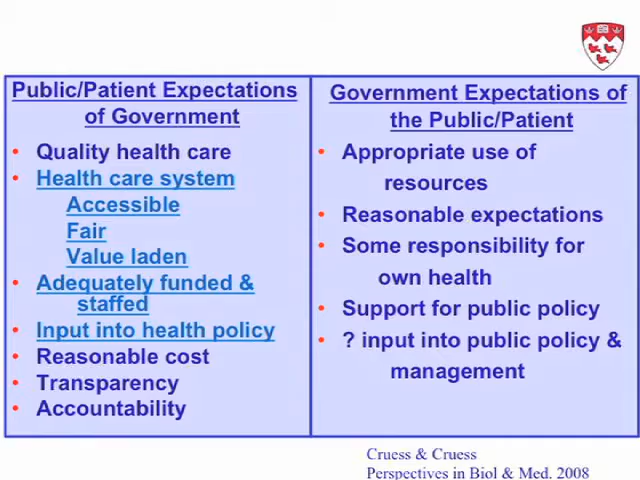 Public/Patient Expectations
of Government
• Quality health care
• Health care system
Accessible
Fair
Value laden
• Adequately funded &
staffed
• Input into health policy
• Reasonable cost
• Transparency
• Accountability
Government Expectations of
the Public/Patient
• Appropriate use of
resources
• Reasonable expectations
• Some responsibility for
own health
• Support for public policy
• ? input into public policy &
management
Cruess & Cruess
Perspectives in Biol & Med. 2008